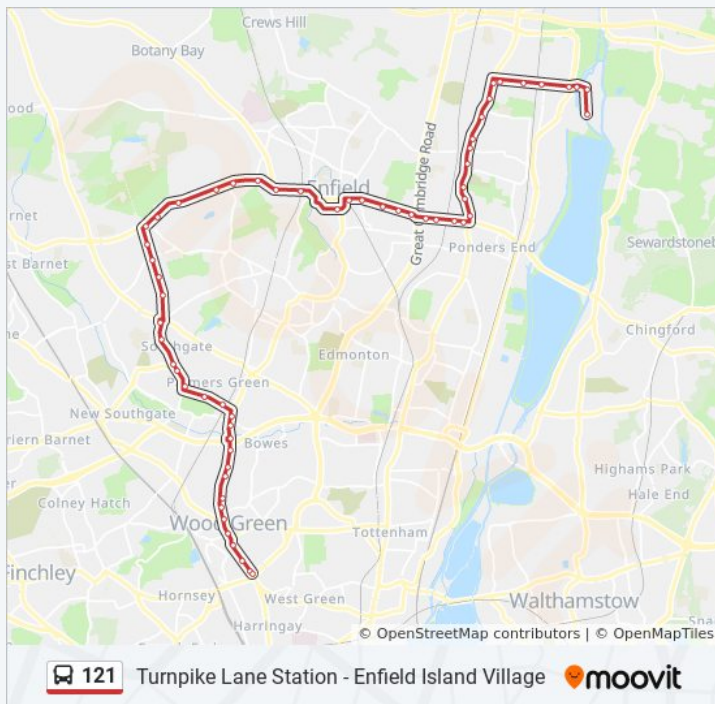 Crews Hill
Botany Bay
ood
Enfield
Great Cambridge Road
rnet
st Barnet
Ponders End
Sewardstoneb
Chingford
Southgate
Edmonton
Palmers Green
New Southgate
riern Barnet
Bowes
Highams Park
Hale End
Colney Hatch
Wood Green
Tottenham
Finchley
Hornsey
West Green
Walthamstow
Harringay
© OpenStreetMap contributors | © OpenMapTiles
121 Turnpike Lane Station - Enfield Island Village moovit